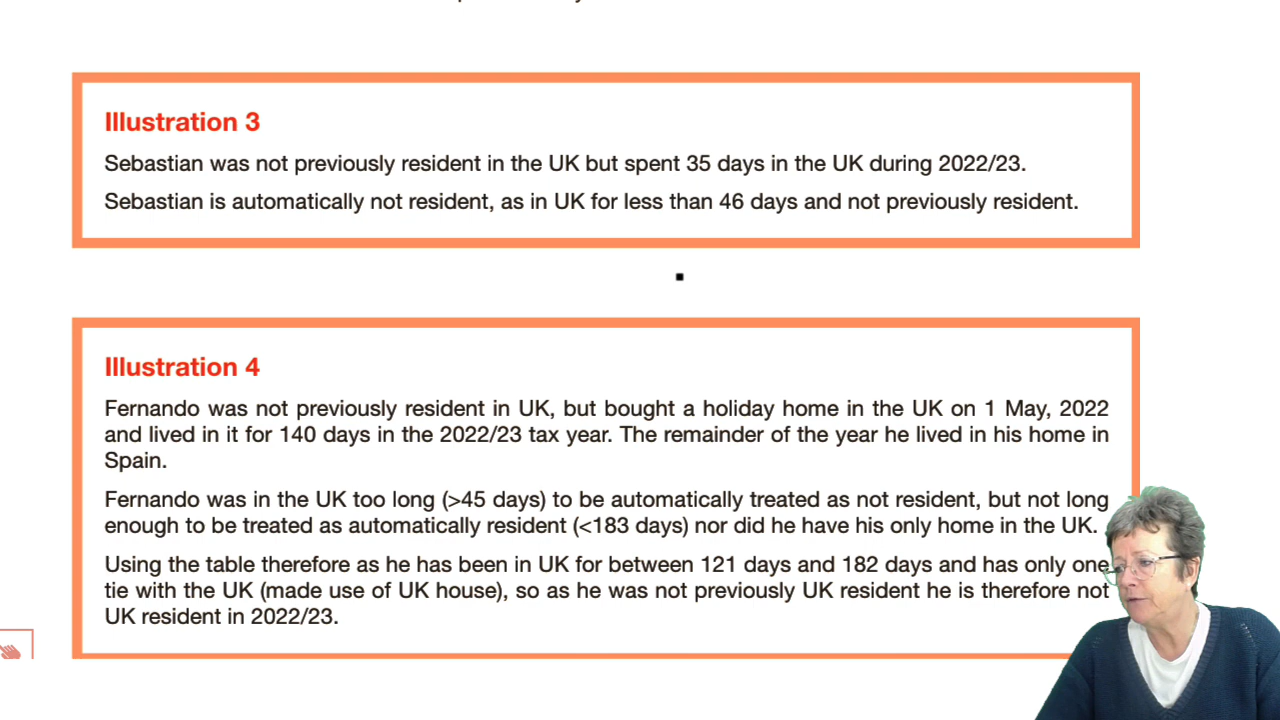 Illustration 3
Sebastian was not previously resident in the UK but spent 35 days in the UK during 2022/23.
Sebastian is automatically not resident, as in UK for less than 46 days and not previously resident.
Illustration 4
Fernando was not previously resident in UK, but bought a holiday home in the UK on 1 May, 2022
and lived in it for 140 days in the 2022/23 tax year. The remainder of the year he lived in his home in
Spain.
Fernando was in the UK too long (>45 days) to be automatically treated as not resident, but not long
enough to be treated as automatically resident (<183 days) nor did he have his only home in the UK.
Using the table therefore as he has been in UK for between 121 days and 182 days and has only one
tie with the UK (made use of UK house), so as he was not previously UK resident he is therefore not
UK resident in 2022/23.